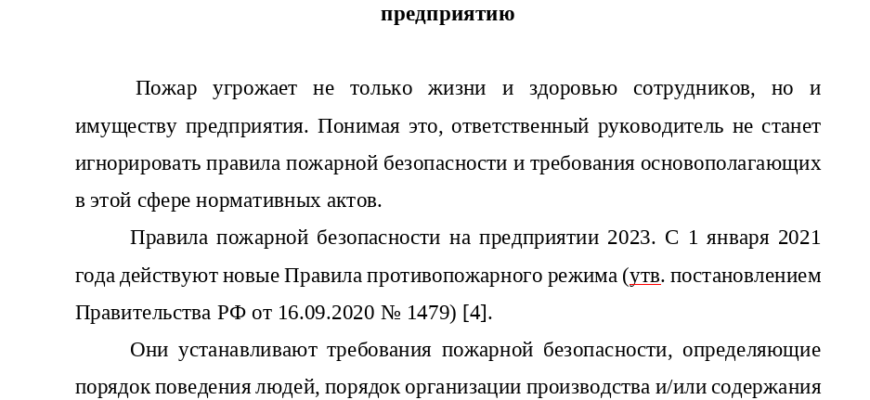 предприятию
Пожар угрожает не только жизни и здоровью сотрудников, но и
имуществу предприятия. Понимая это, ответственный руководитель не станет
игнорировать правила пожарной безопасности и требования основополагающих
в этой сфере нормативных актов.
Правила пожарной безопасности на предприятии 2023. С 1 января 2021
года действуют новые Правила противопожарного режима (утв. постановлением
Правительства РФ от 16.09.2020 № 1479) [4].
Они устанавливают требования пожарной безопасности, определяющие
порядок поведения людей, порядок организации производства и/или содержания